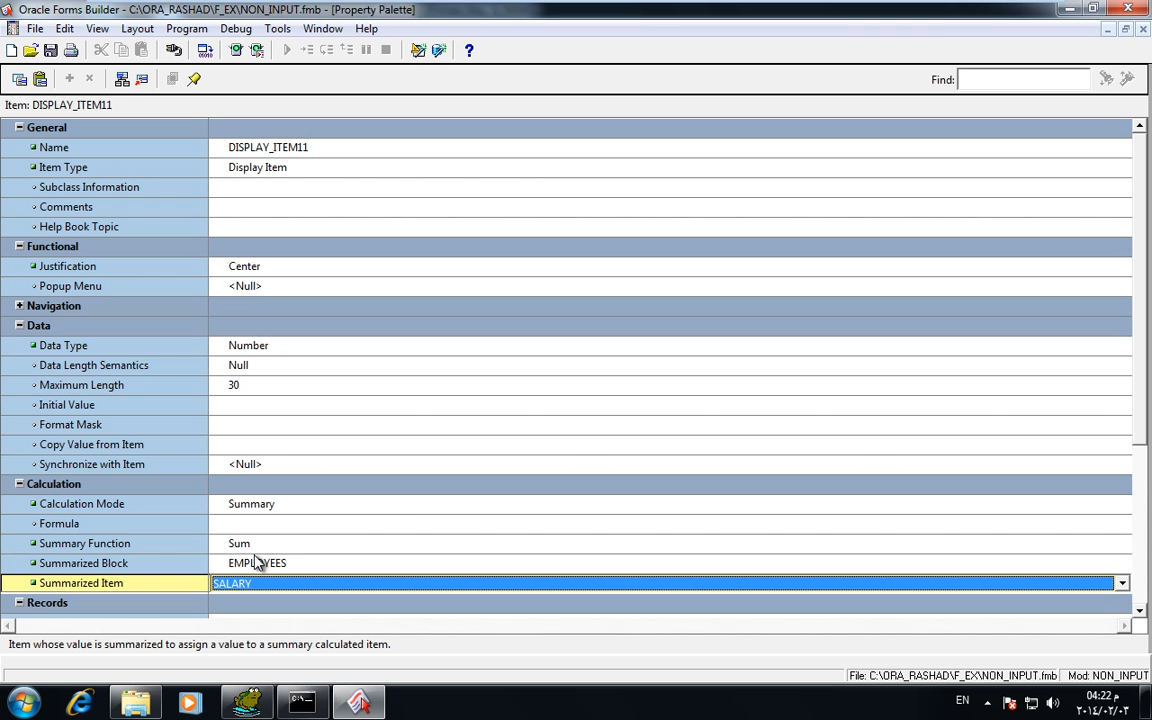 Oracle Forms Builder - C:\ORA_RASHAD\F_EX\NON_INPUT.fmb - [Property Palette]
File Edit View Layout Program Debug Tools Window Help
Find:
Item: DISPLAY_ITEM11
General
Name DISPLAY_ITEM11
Item Type Display Item
Subclass Information
Comments
Help Book Topic
Functional
Justification Center
Popup Menu <Null>
Navigation
Data
Data Type Number
Data Length Semantics Null
Maximum Length 30
Initial Value
Format Mask
Copy Value from Item
Synchronize with Item <Null>
Calculation
Calculation Mode Summary
Formula
Summary Function Sum
Summarized Block EMPLOYEES
Summarized Item SALARY
Records
Item whose value is summarized to assign a value to a summary calculated item.
File: C:\ORA_RASHAD\F_EX\NON_INPUT.fmb Mod: NON_INPUT
EN 04:22 م
٢٠١٤/٠٢/٠٣